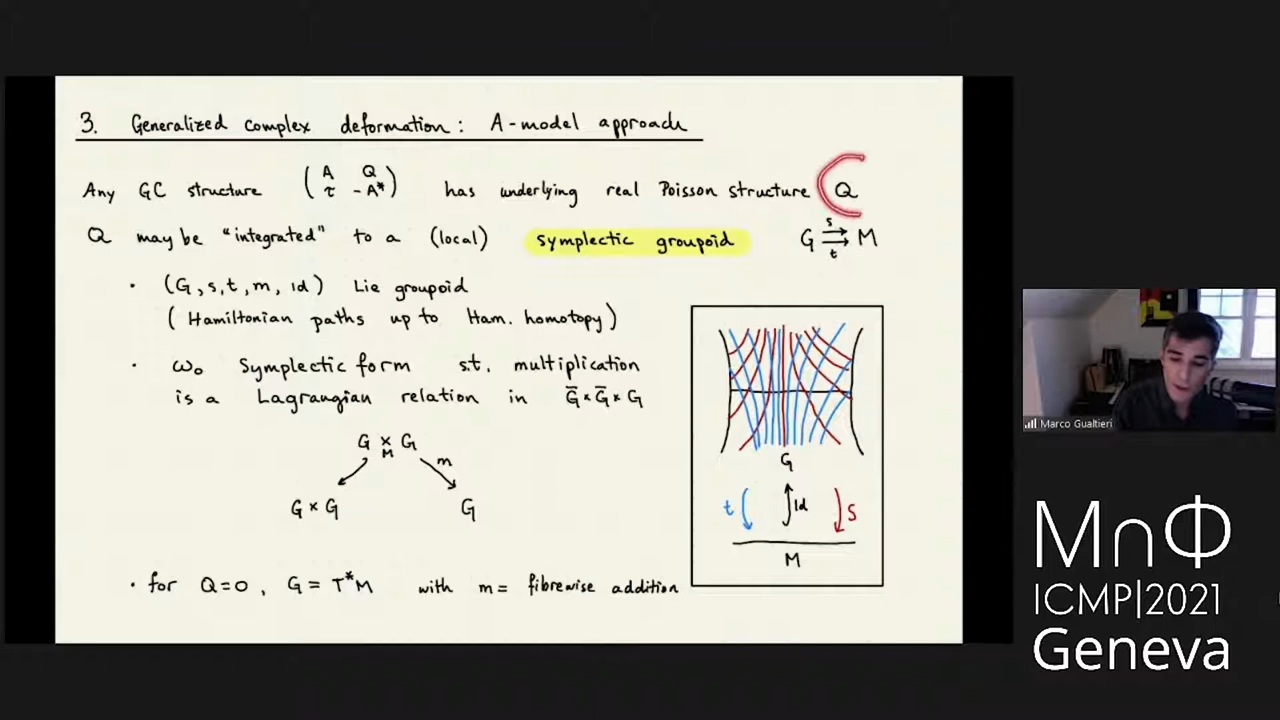 3. Generalized complex deformation: A-model approach
Any GC structure ( A Q
τ -A* ) has underlying real Poisson structure Q
Q may be "integrated" to a (local) symplectic groupoid G ⇉ M
s
t
· (G, s, t, m, id) Lie groupoid
(Hamiltonian paths up to Ham. homotopy)
· ω₀ Symplectic form s.t. multiplication
is a Lagrangian relation in G̅ × G̅ × G
G × G
M
m
G × G
G
· for Q=0, G = T*M with m = fibrewise addition
G
t
id
s
M
Marco Gualtieri
M∩Φ
ICMP|2021
Geneva